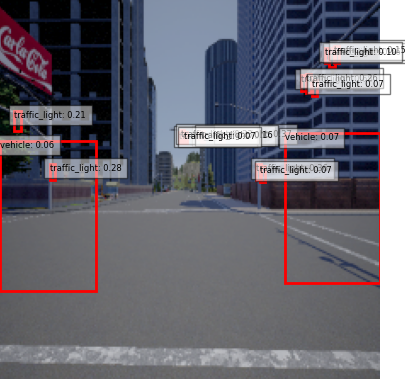 Coca-Cola
traffic_light: 0.10
traffic_light: 0.07
traffic_light: 0.21
traffic_light: 0.07
vehicle: 0.07
vehicle: 0.06
traffic_light: 0.28
traffic_light: 0.07